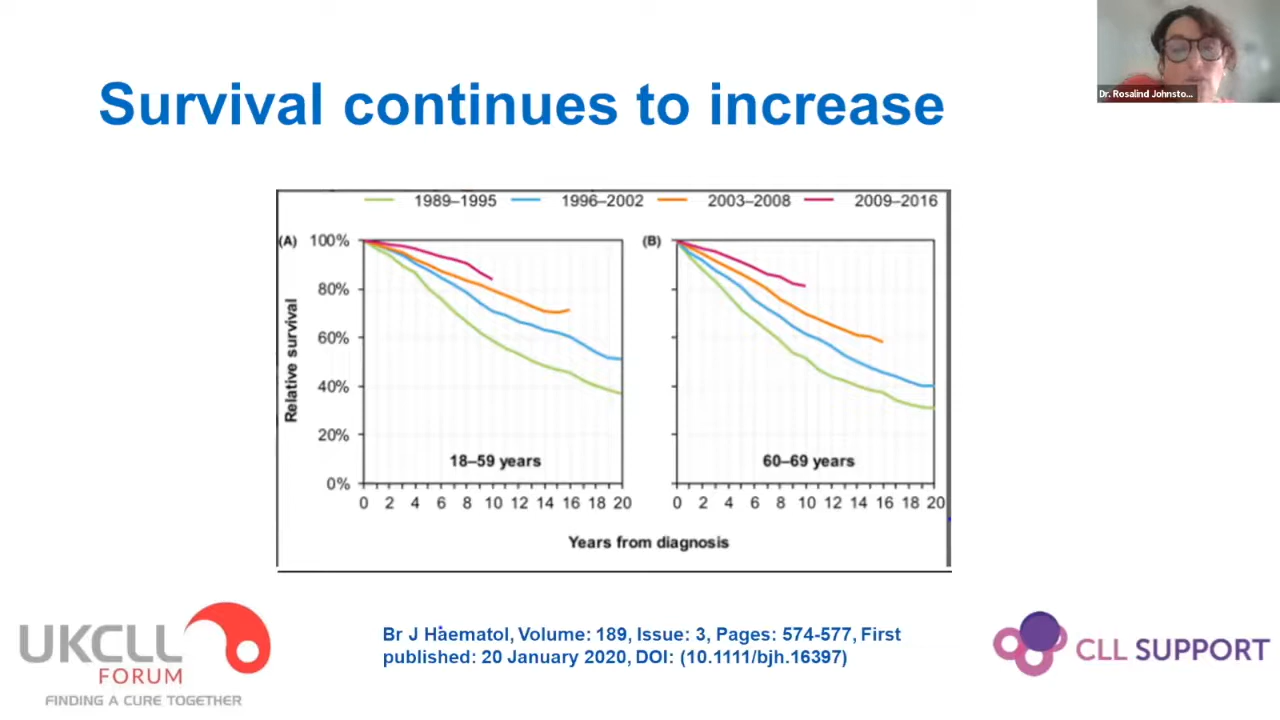 Survival continues to increase
Dr. Rosalind Johnsto...
1989–1995 1996–2002 2003–2008 2009–2016
(A) 100% (B)
80%
60%
40%
20%
0%
Relative survival
18–59 years 60–69 years
0 2 4 6 8 10 12 14 16 18 20 0 2 4 6 8 10 12 14 16 18 20
Years from diagnosis
UKCLL
FORUM
FINDING A CURE TOGETHER
Br J Haematol, Volume: 189, Issue: 3, Pages: 574-577, First
published: 20 January 2020, DOI: (10.1111/bjh.16397)
CLL SUPPORT